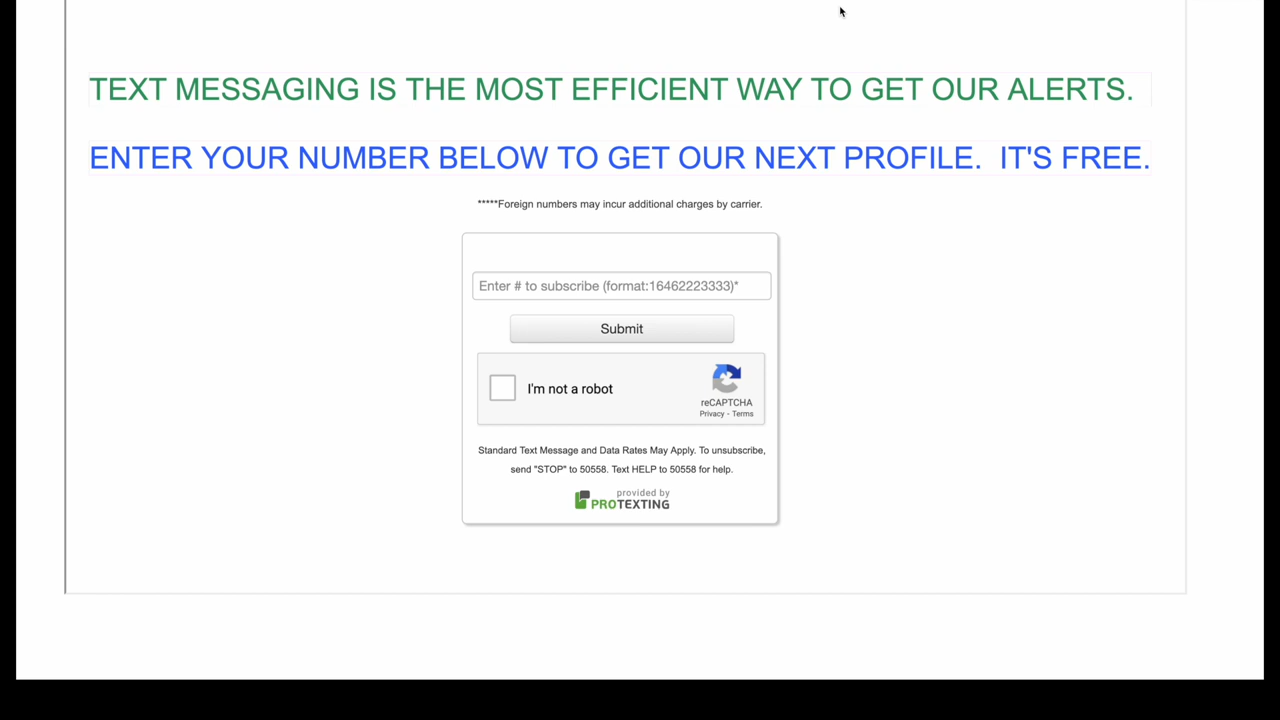 TEXT MESSAGING IS THE MOST EFFICIENT WAY TO GET OUR ALERTS.
ENTER YOUR NUMBER BELOW TO GET OUR NEXT PROFILE.  IT'S FREE.
*****Foreign numbers may incur additional charges by carrier.
Enter # to subscribe (format:16462223333)*
Submit
I'm not a robot
reCAPTCHA
Privacy - Terms
Standard Text Message and Data Rates May Apply. To unsubscribe,
send "STOP" to 50558. Text HELP to 50558 for help.
provided by
PROTEXTING